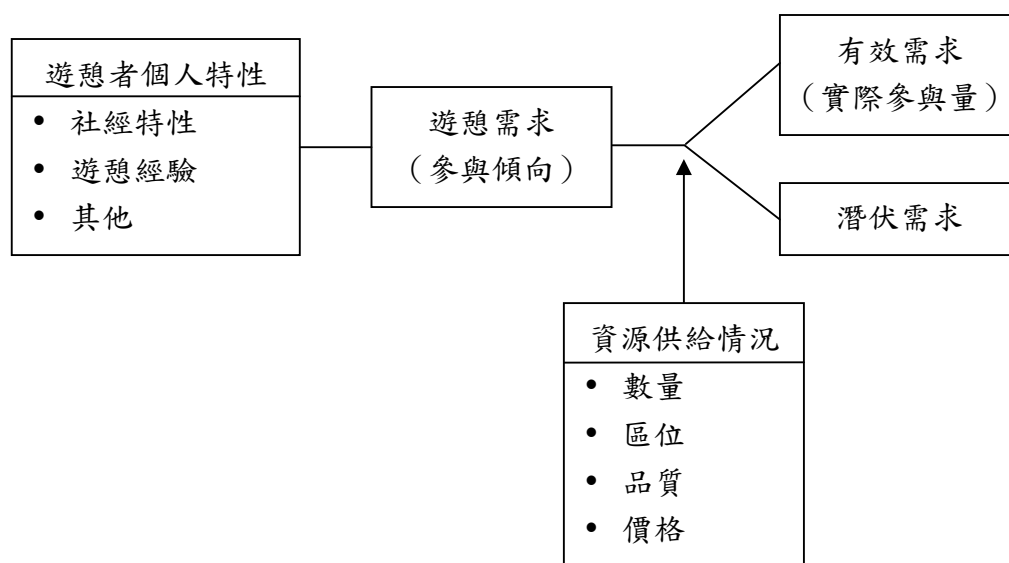 遊憩者個人特性
• 社經特性
• 遊憩經驗
• 其他
遊憩需求
（參與傾向）
有效需求
（實際參與量）
潛伏需求
資源供給情況
• 數量
• 區位
• 品質
• 價格